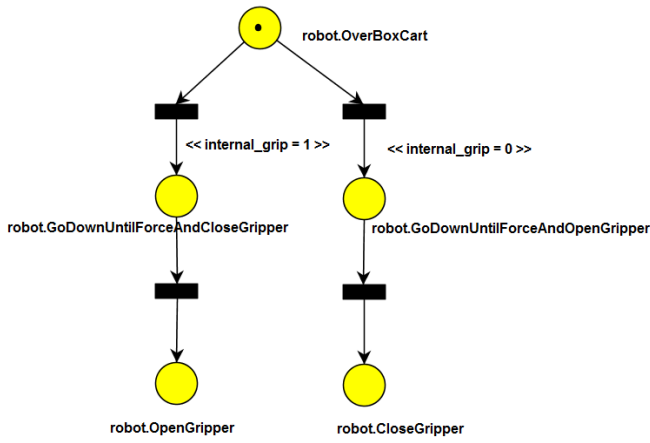 robot.OverBoxCart
<< internal_grip = 1 >>
<< internal_grip = 0 >>
robot.GoDownUntilForceAndCloseGripper
robot.GoDownUntilForceAndOpenGripper
robot.OpenGripper
robot.CloseGripper